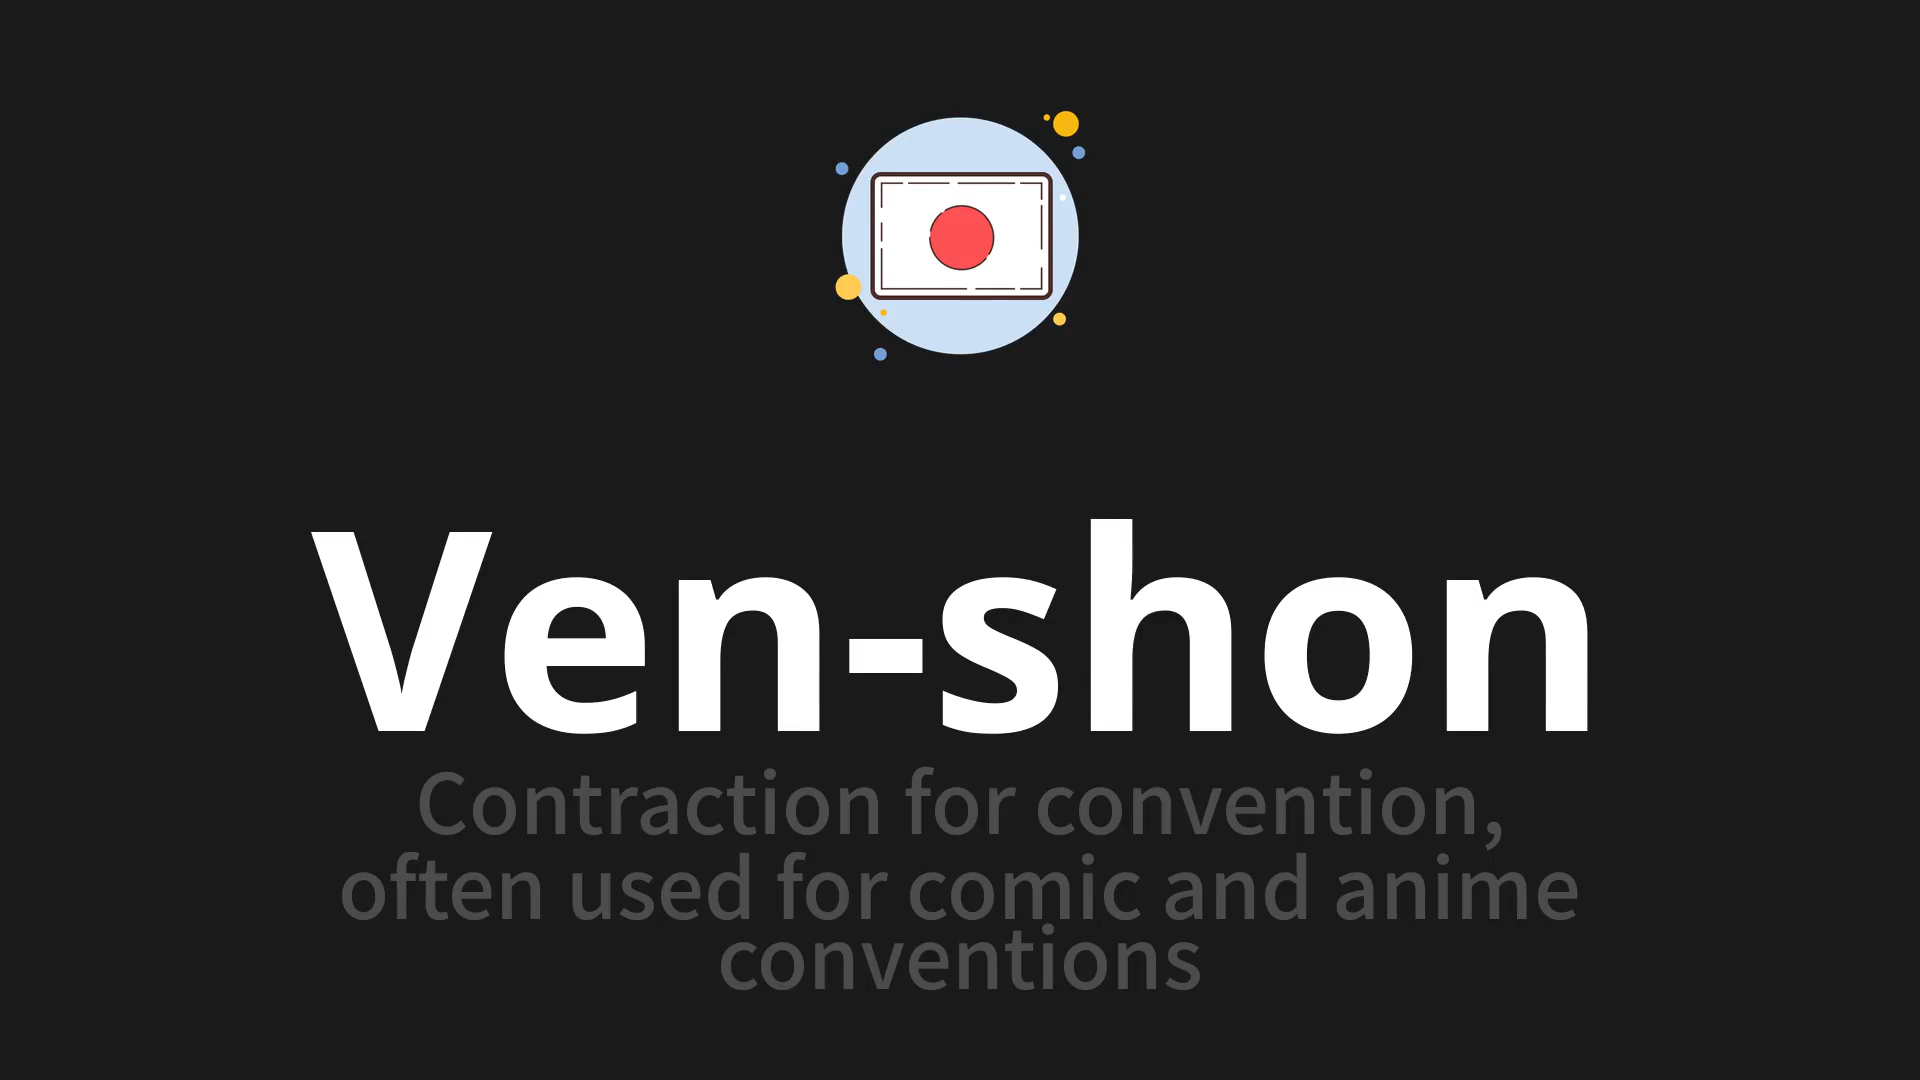 Ven-shon
Contraction for convention,
often used for comic and anime
conventions